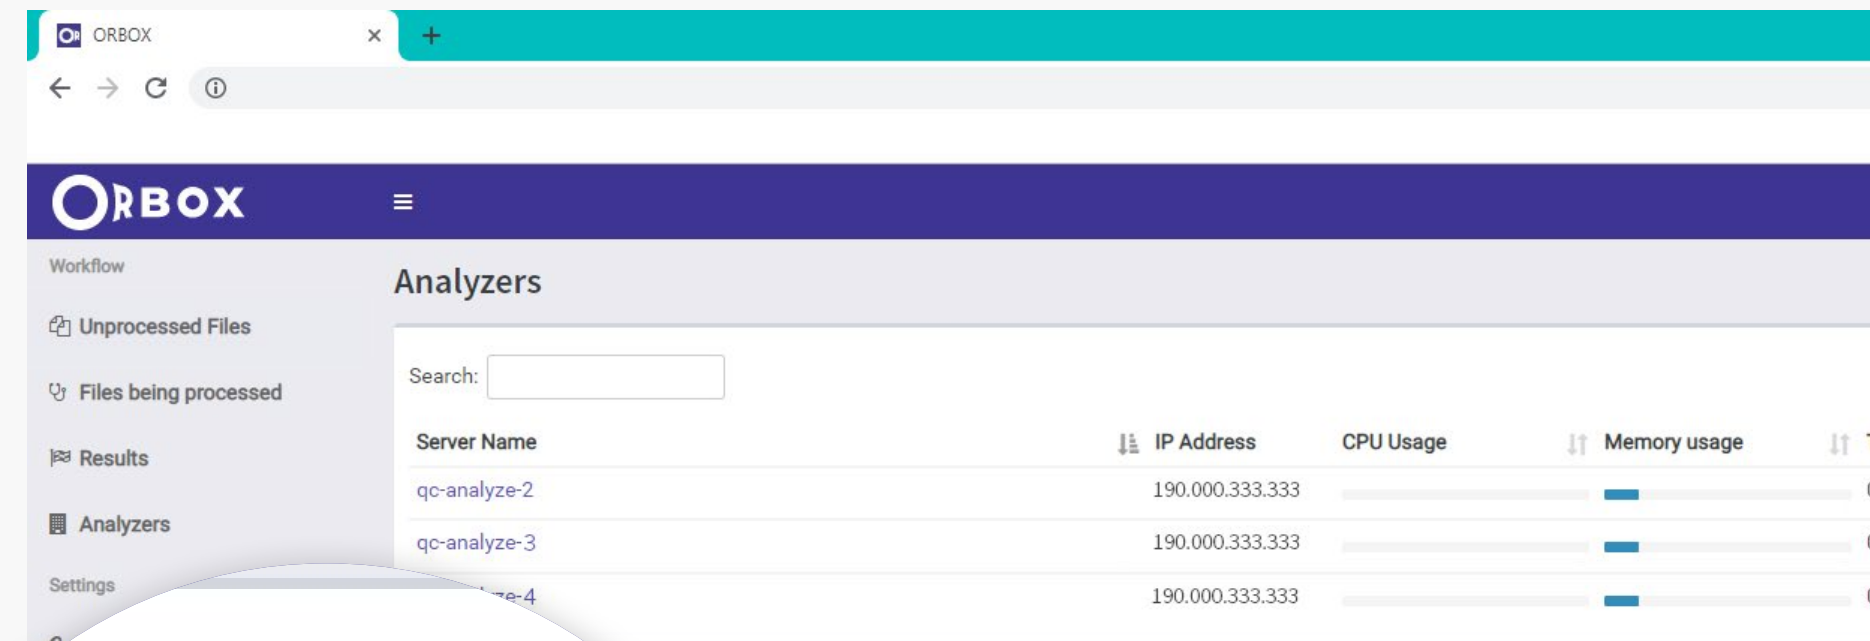 ORBOX
ORBOX
Workflow
Analyzers
Unprocessed Files
Search:
Files being processed
Server Name IP Address CPU Usage Memory usage
Results
qc-analyze-2 190.000.333.333
Analyzers
qc-analyze-3 190.000.333.333
Settings
190.000.333.333